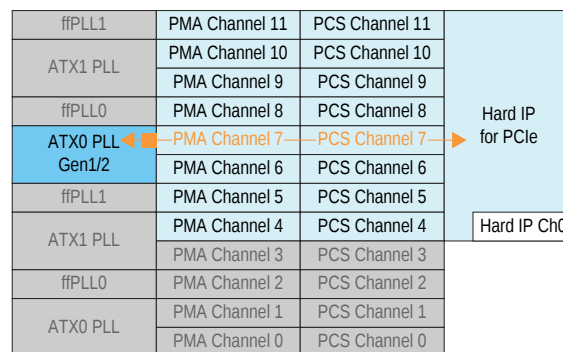 ffPLL1 PMA Channel 11 PCS Channel 11
ATX1 PLL PMA Channel 10 PCS Channel 10
PMA Channel 9 PCS Channel 9
ffPLL0 PMA Channel 8 PCS Channel 8 Hard IP
for PCIe
ATX0 PLL PMA Channel 7 PCS Channel 7
Gen1/2 PMA Channel 6 PCS Channel 6
ffPLL1 PMA Channel 5 PCS Channel 5
ATX1 PLL PMA Channel 4 PCS Channel 4 Hard IP Ch0
PMA Channel 3 PCS Channel 3
ffPLL0 PMA Channel 2 PCS Channel 2
ATX0 PLL PMA Channel 1 PCS Channel 1
PMA Channel 0 PCS Channel 0